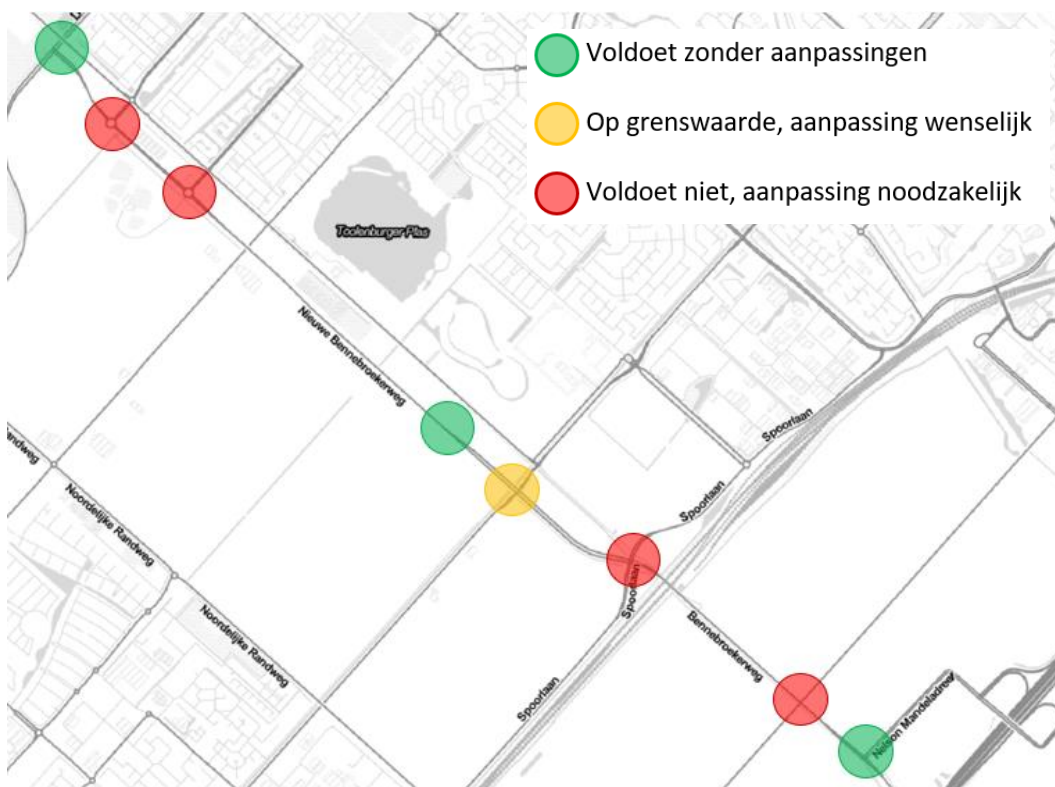 Voldoet zonder aanpassingen
Op grenswaarde, aanpassing wenselijk
Voldoet niet, aanpassing noodzakelijk
Toolenburger Plas
Nieuwe Bennebroekerweg
Spoorlaan
Spoorlaan
Spoorlaan
Spoorlaan
andweg
Noordelijke Randweg
Noordelijke Randweg
Bennebroekerweg
Nelson Mandeladreef